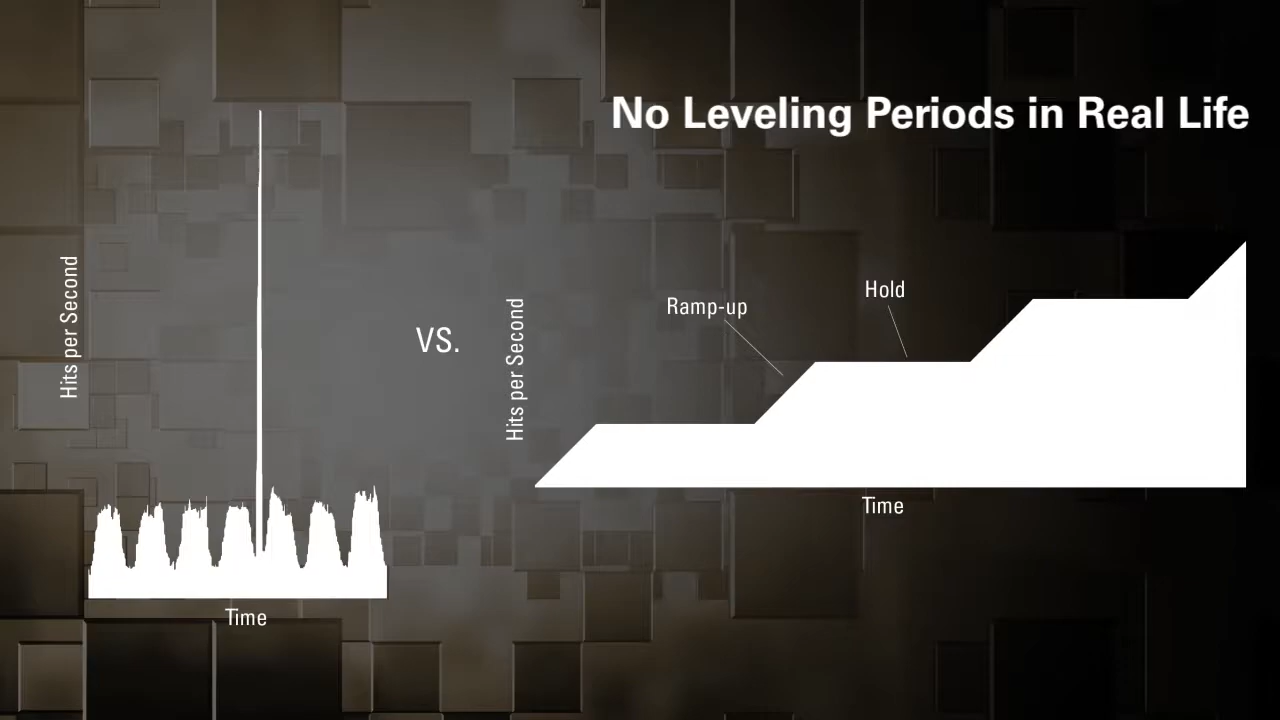 No Leveling Periods in Real Life
Hits per Second
Time
VS.
Hits per Second
Ramp-up
Hold
Time